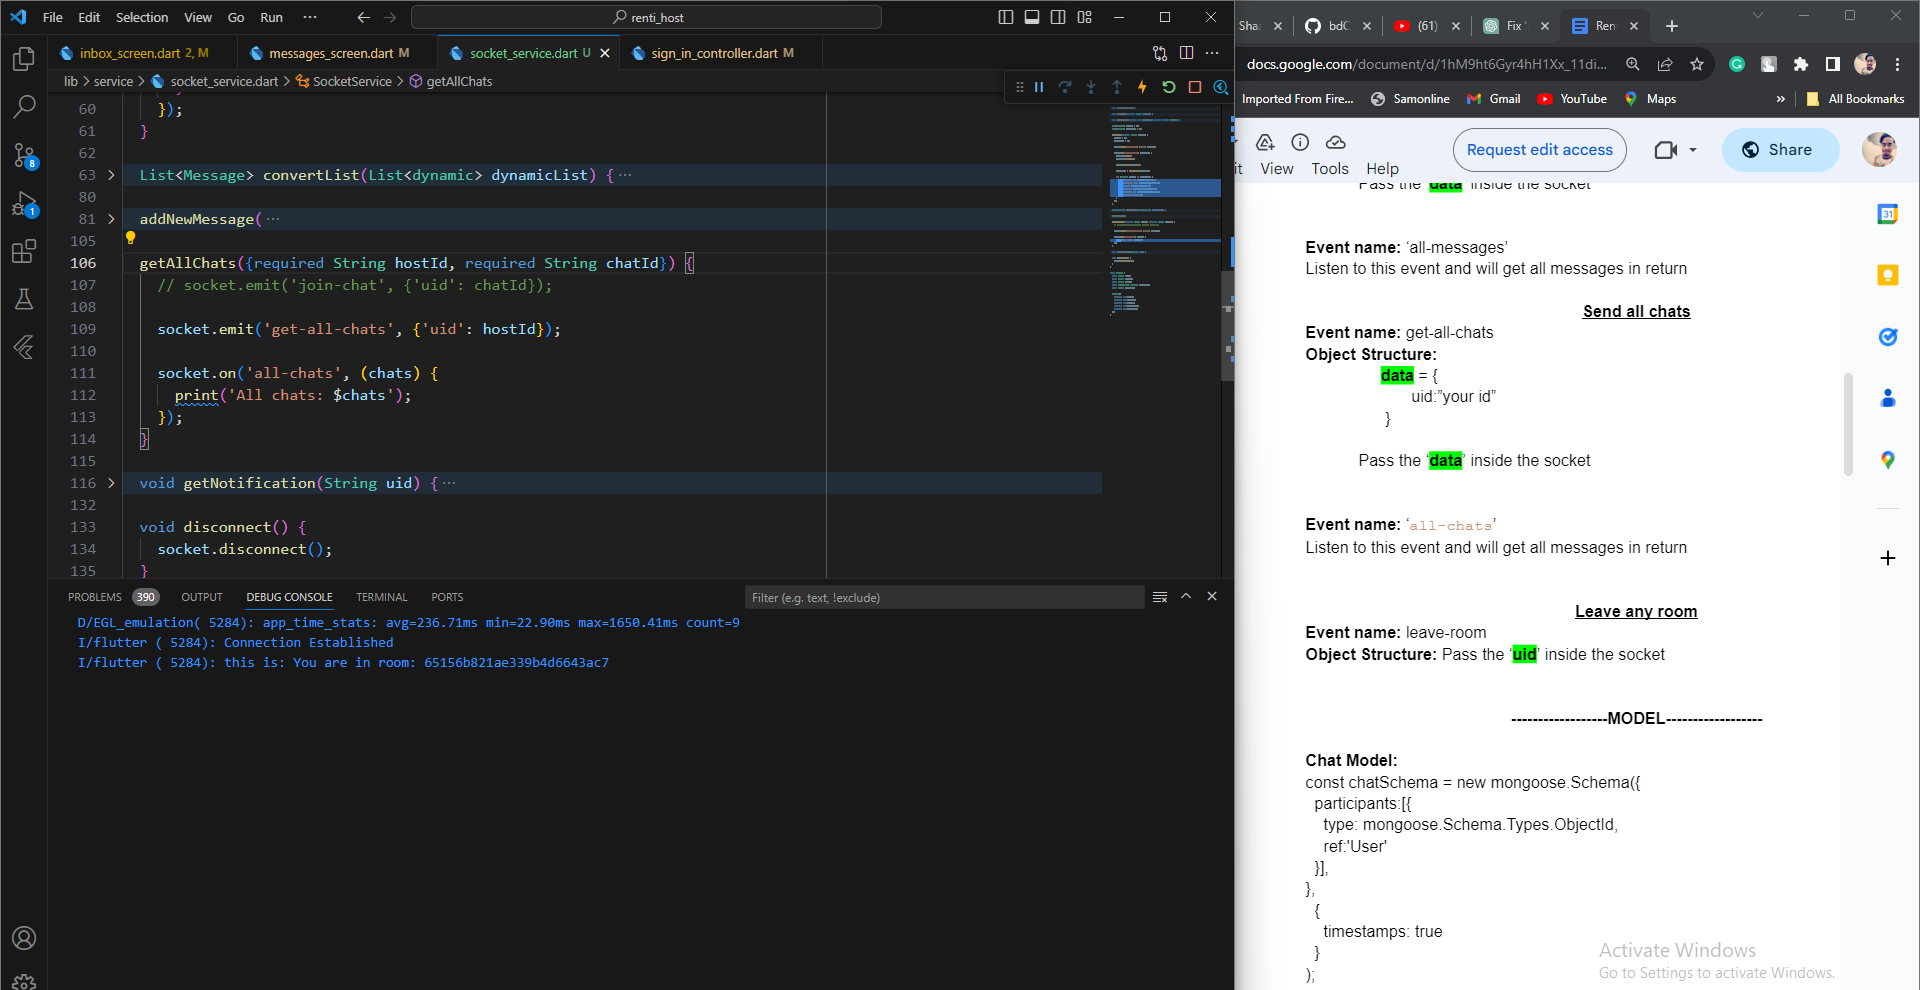 File Edit Selection View Go Run ··· renti_host
inbox_screen.dart 2, M messages_screen.dart M socket_service.dart U sign_in_controller.dart M
lib > service > socket_service.dart > SocketService > getAllChats
60 });
61 }
62
63 List<Message> convertList(List<dynamic> dynamicList) { ···
80
81 addNewMessage( ···
105
106 getAllChats({required String hostId, required String chatId}) {
107 // socket.emit('join-chat', {'uid': chatId});
108
109 socket.emit('get-all-chats', {'uid': hostId});
110
111 socket.on('all-chats', (chats) {
112 print('All chats: $chats');
113 });
114 }
115
116 void getNotification(String uid) { ···
132
133 void disconnect() {
134 socket.disconnect();
135 }
8
1
PROBLEMS 390 OUTPUT DEBUG CONSOLE TERMINAL PORTS Filter (e.g. text, !exclude)
D/EGL_emulation( 5284): app_time_stats: avg=236.71ms min=22.90ms max=1650.41ms count=9
I/flutter ( 5284): Connection Established
I/flutter ( 5284): this is: You are in room: 65156b821ae339b4d6643ac7
Sha bdC (61) Fix Ren
docs.google.com/document/d/1hM9ht6Gyr4hH1Xx_11di...
Imported From Fire... Samonline Gmail YouTube Maps » All Bookmarks
Request edit access Share
View Tools Help
31
Pass the 'data' inside the socket
Event name: ‘all-messages’
Listen to this event and will get all messages in return
Send all chats
Event name: get-all-chats
Object Structure:
data = {
uid:”your id”
}
Pass the ‘data’ inside the socket
Event name: ‘all-chats’
Listen to this event and will get all messages in return
Leave any room
Event name: leave-room
Object Structure: Pass the ‘uid’ inside the socket
------------------MODEL------------------
Chat Model:
const chatSchema = new mongoose.Schema({
participants:[{
type: mongoose.Schema.Types.ObjectId,
ref:'User'
}],
},
{
timestamps: true
}
);
Activate Windows
Go to Settings to activate Windows.